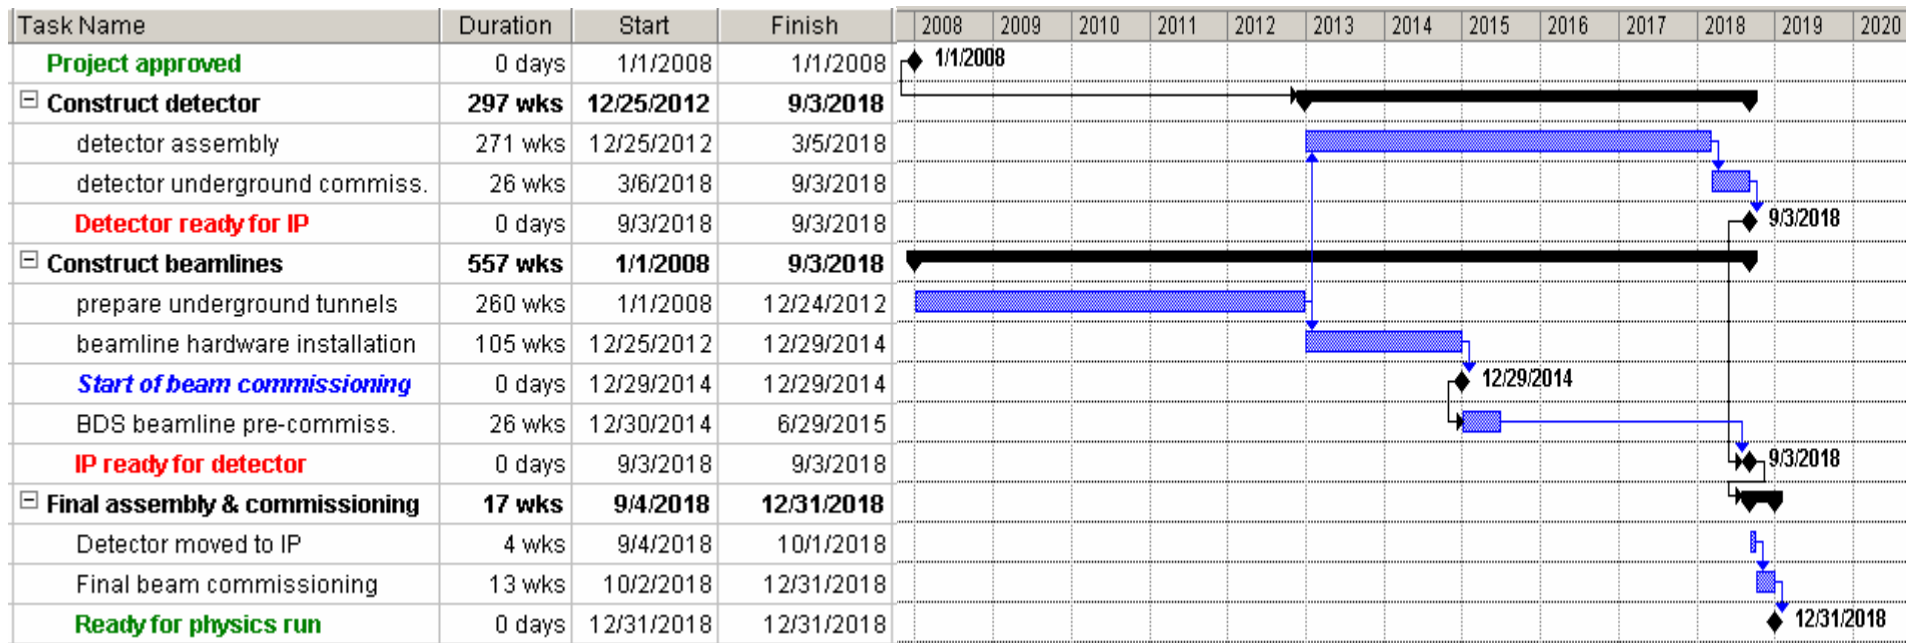 Task Name Duration Start Finish 2008 2009 2010 2011 2012 2013 2014 2015 2016 2017 2018 2019 2020
Project approved 0 days 1/1/2008 1/1/2008 1/1/2008
Construct detector 297 wks 12/25/2012 9/3/2018
detector assembly 271 wks 12/25/2012 3/5/2018
detector underground commiss. 26 wks 3/6/2018 9/3/2018
Detector ready for IP 0 days 9/3/2018 9/3/2018 9/3/2018
Construct beamlines 557 wks 1/1/2008 9/3/2018
prepare underground tunnels 260 wks 1/1/2008 12/24/2012
beamline hardware installation 105 wks 12/25/2012 12/29/2014
Start of beam commissioning 0 days 12/29/2014 12/29/2014 12/29/2014
BDS beamline pre-commiss. 26 wks 12/30/2014 6/29/2015
IP ready for detector 0 days 9/3/2018 9/3/2018 9/3/2018
Final assembly & commissioning 17 wks 9/4/2018 12/31/2018
Detector moved to IP 4 wks 9/4/2018 10/1/2018
Final beam commissioning 13 wks 10/2/2018 12/31/2018
Ready for physics run 0 days 12/31/2018 12/31/2018 12/31/2018